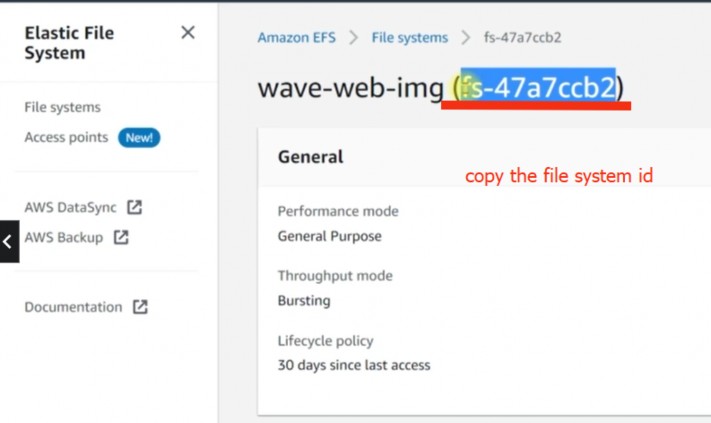 Elastic File
System
File systems
Access points New!
AWS DataSync
AWS Backup
Documentation
Amazon EFS > File systems > fs-47a7ccb2
wave-web-img (fs-47a7ccb2)
General
copy the file system id
Performance mode
General Purpose
Throughput mode
Bursting
Lifecycle policy
30 days since last access